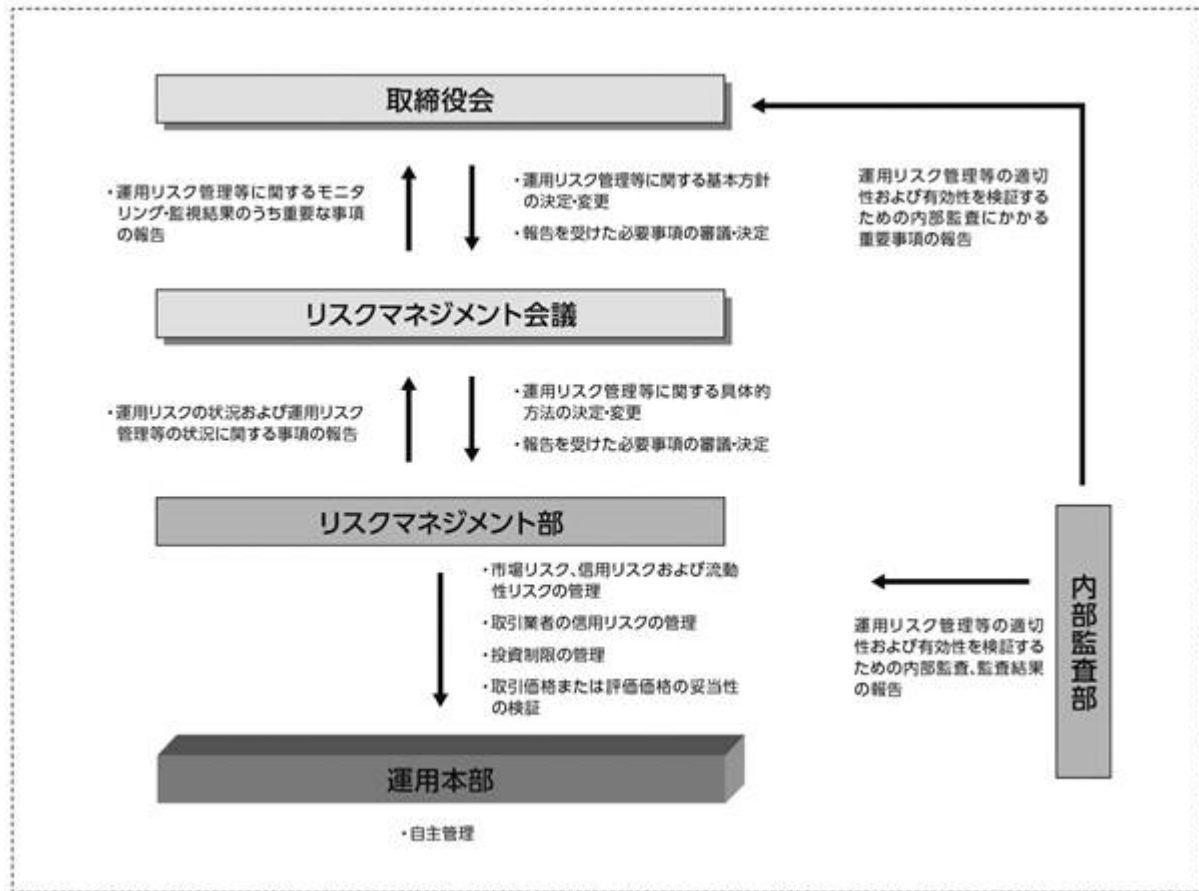 取締役会
・運用リスク管理等に関するモニタ
リング・監視結果のうち重要な事項
の報告
・運用リスク管理等に関する基本方針
の決定・変更
・報告を受けた必要事項の審議・決定
運用リスク管理等の適切
性および有効性を検証する
ための内部監査にかかる
重要事項の報告
リスクマネジメント会議
・運用リスクの状況および運用リスク
管理等の状況に関する事項の報告
・運用リスク管理等に関する具体的
方法の決定・変更
・報告を受けた必要事項の審議・決定
リスクマネジメント部
・市場リスク、信用リスクおよび流動
性リスクの管理
・取引業者の信用リスクの管理
・投資制限の管理
・取引価格または評価価格の妥当性
の検証
運用リスク管理等の適切
性および有効性を検証する
ための内部監査、監査結果
の報告
内部監査部
運用本部
・自主管理